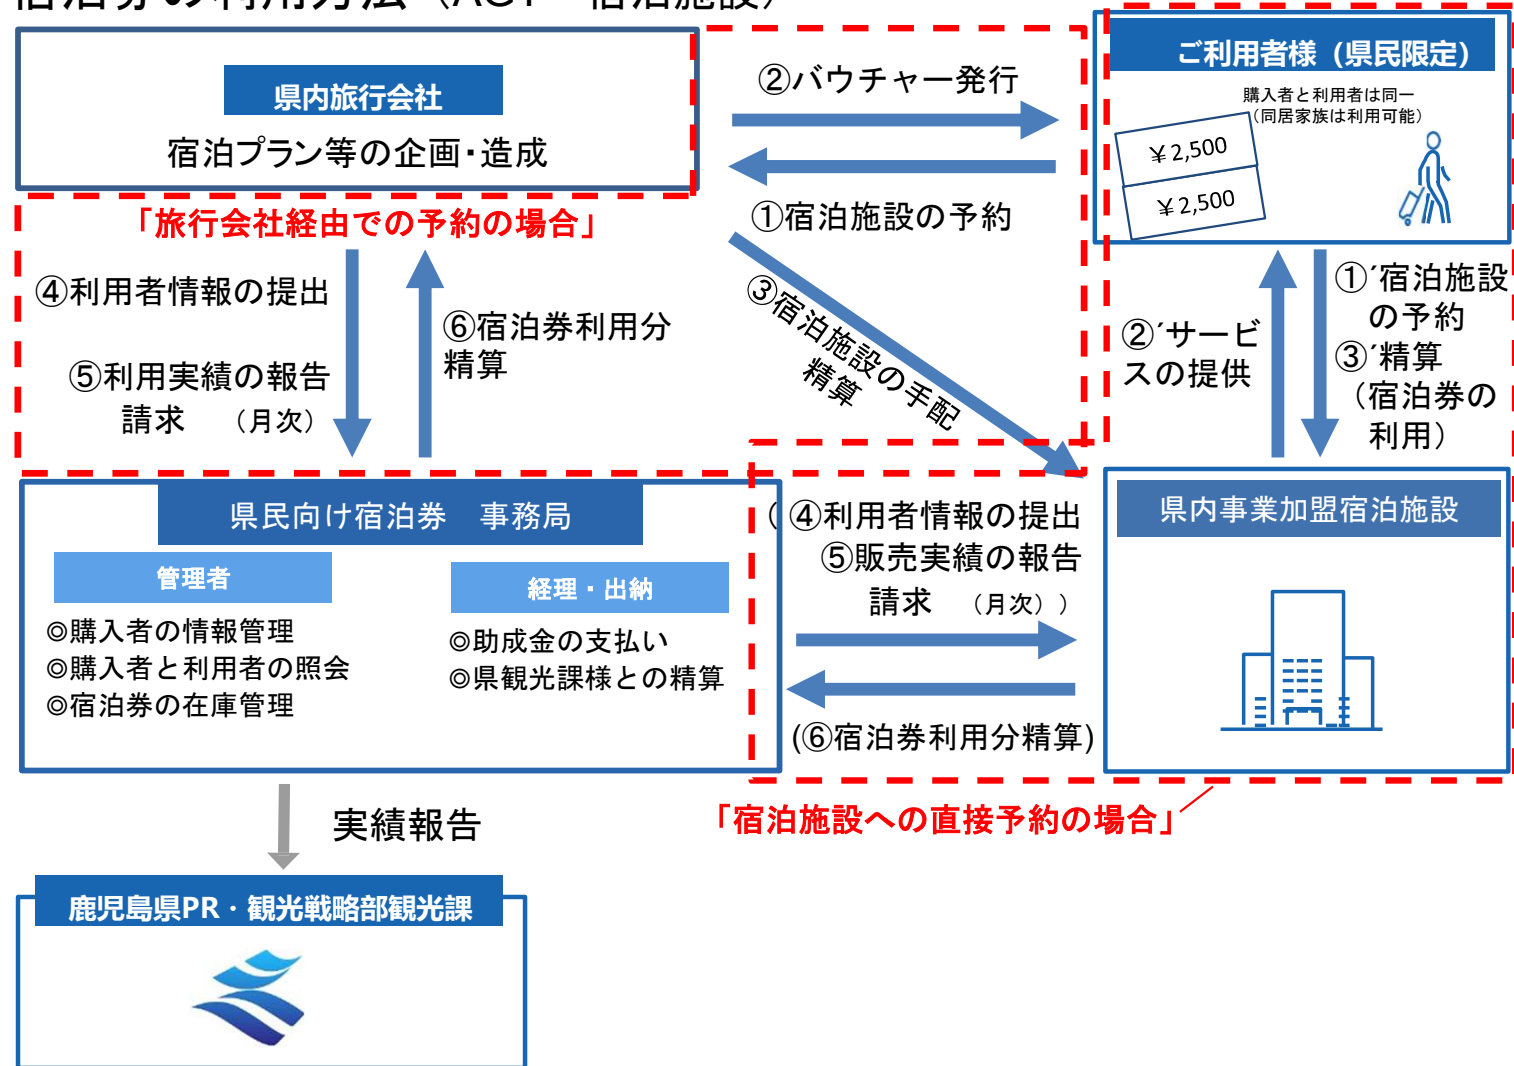 宿泊券の利用方法（AGT・宿泊施設）
県内旅行会社
宿泊プラン等の企画・造成
②バウチャー発行
①宿泊施設の予約
ご利用者様（県民限定）
購入者と利用者は同一
（同居家族は利用可能）
￥2,500
￥2,500
「旅行会社経由での予約の場合」
④利用者情報の提出
⑤利用実績の報告
請求　（月次）
⑥宿泊券利用分
精算
③宿泊施設の手配
精算
②´サービ
スの提供
①´宿泊施設
の予約
③´精算
（宿泊券の
利用）
県民向け宿泊券　事務局
管理者
◎購入者の情報管理
◎購入者と利用者の照会
◎宿泊券の在庫管理
経理・出納
◎助成金の支払い
◎県観光課様との精算
（④利用者情報の提出
⑤販売実績の報告
請求　（月次））
(⑥宿泊券利用分精算)
県内事業加盟宿泊施設
「宿泊施設への直接予約の場合」
実績報告
鹿児島県PR・観光戦略部観光課